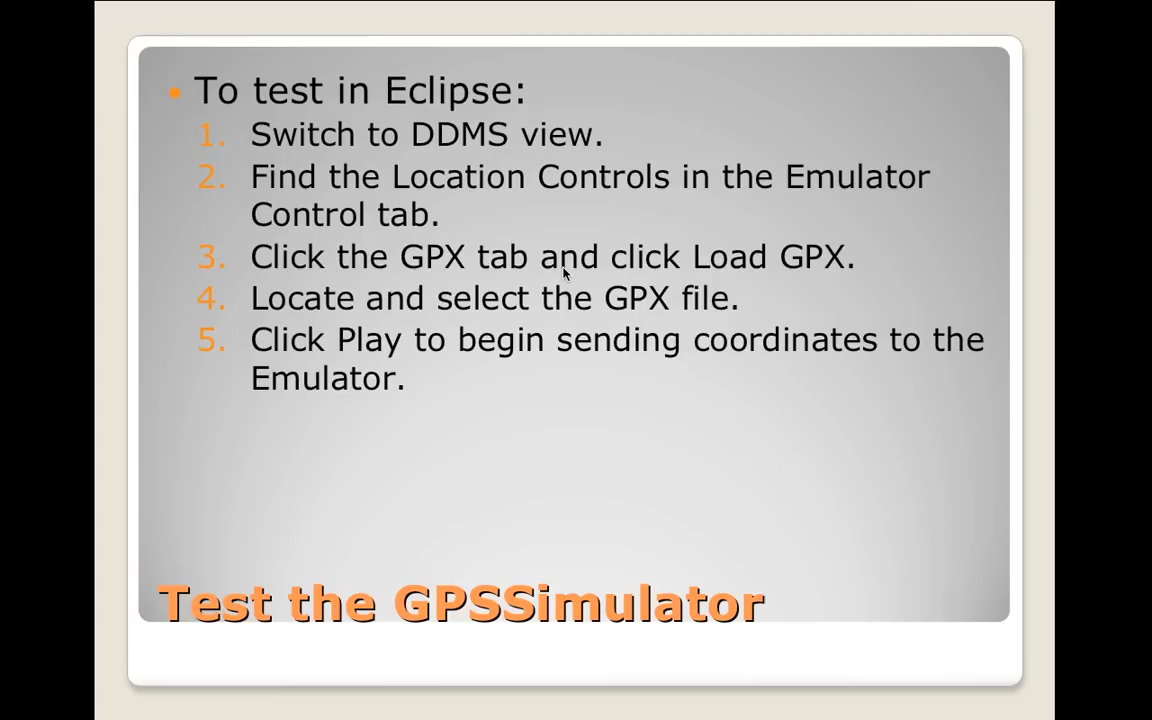 To test in Eclipse:
1. Switch to DDMS view.
2. Find the Location Controls in the Emulator
Control tab.
3. Click the GPX tab and click Load GPX.
4. Locate and select the GPX file.
5. Click Play to begin sending coordinates to the
Emulator.
Test the GPSSimulator